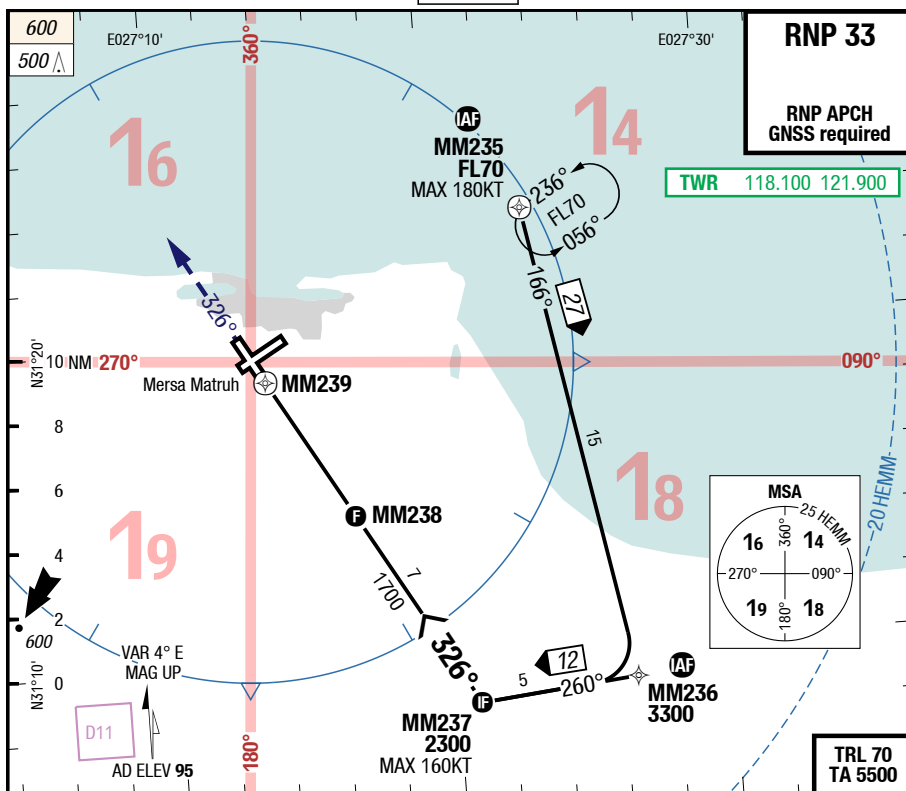 600
500
E027°10'
E027°30'
RNP 33
RNP APCH
GNSS required
TWR 118.100 121.900
360°
16
14
IAF
MM235
FL70
MAX 180KT
236°
FL70
056°
166°
27
326°
N31°20'
10 NM
270°
090°
Mersa Matruh
MM239
8
15
6
F
MM238
18
19
4
7
1700
2
600
326°
MSA
25 HEMM
360°
16
14
270°
090°
19
18
180°
20 HEMM
VAR 4° E
MAG UP
N31°10'
0
12
5
260°
IAF
MM236
3300
IF
MM237
2300
MAX 160KT
D11
180°
AD ELEV 95
TRL 70
TA 5500